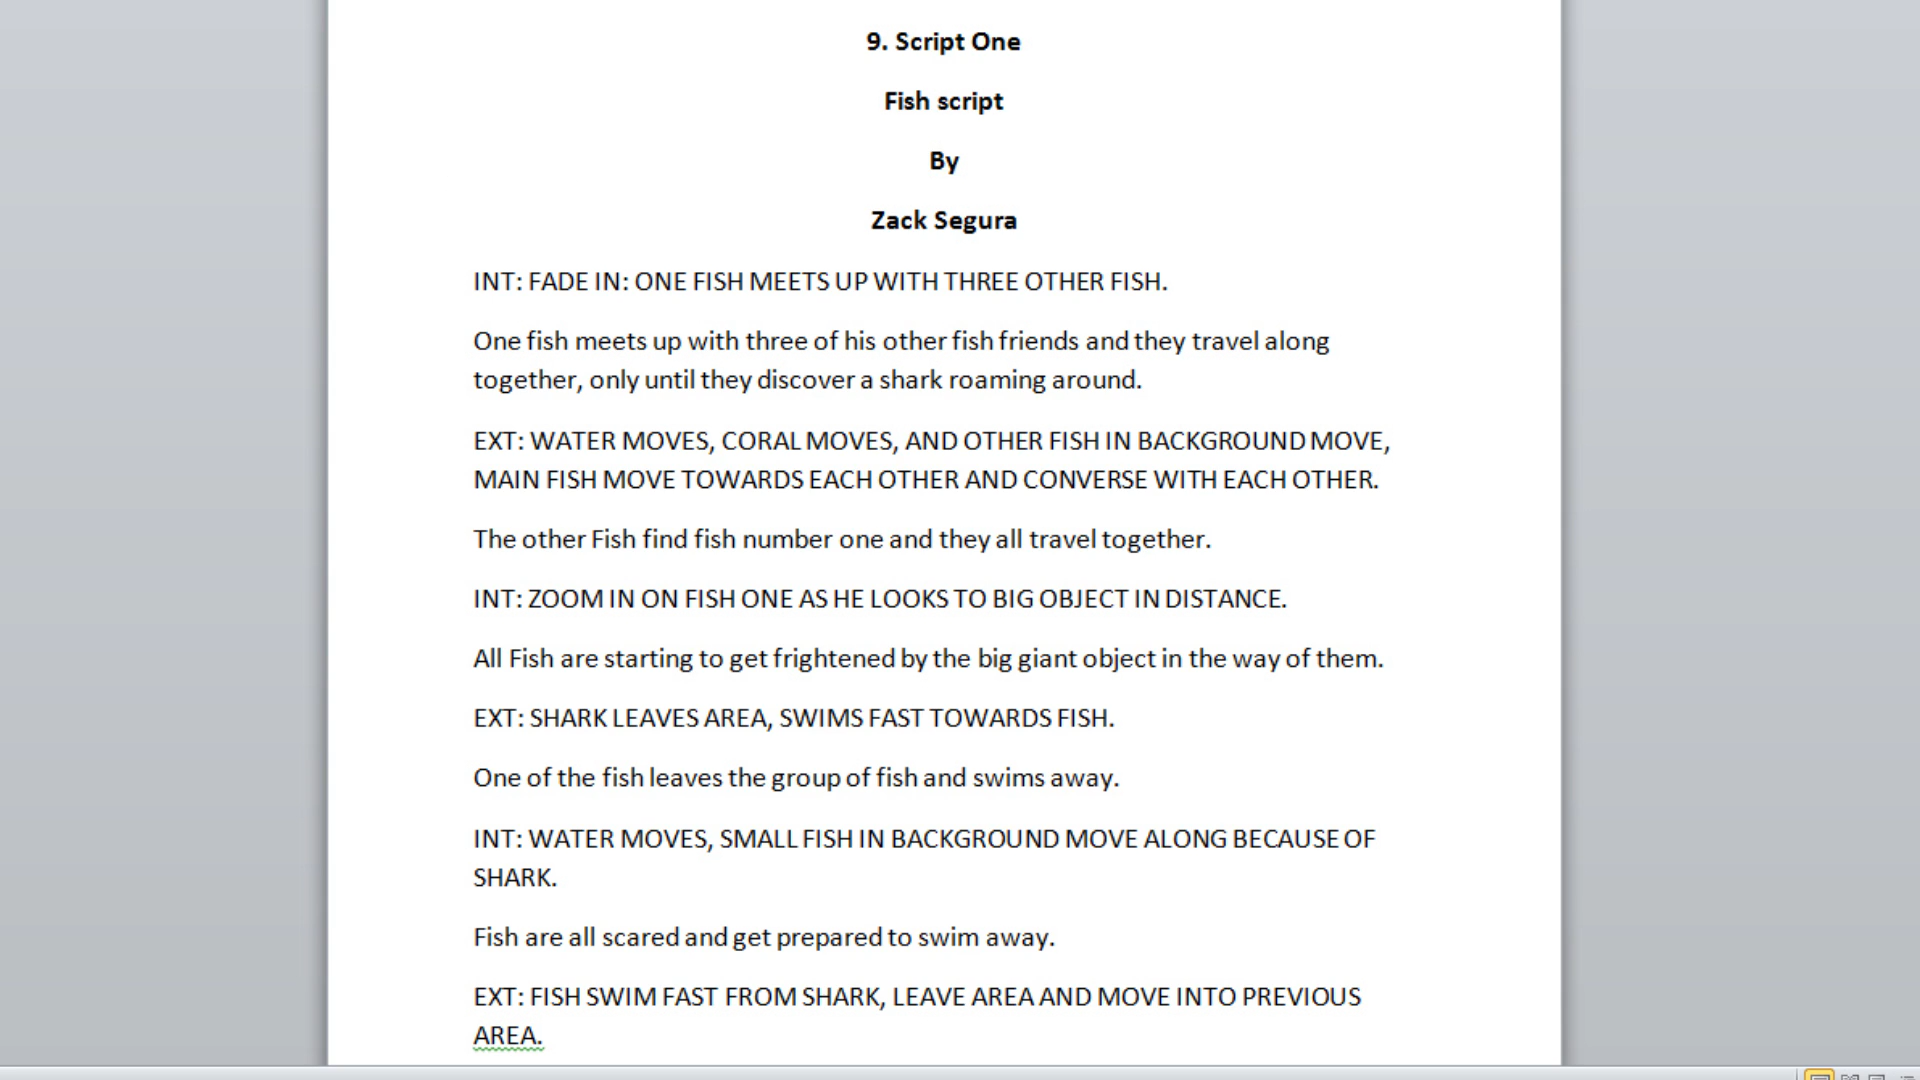 9. Script One
Fish script
By
Zack Segura
INT: FADE IN: ONE FISH MEETS UP WITH THREE OTHER FISH.
One fish meets up with three of his other fish friends and they travel along
together, only until they discover a shark roaming around.
EXT: WATER MOVES, CORAL MOVES, AND OTHER FISH IN BACKGROUND MOVE,
MAIN FISH MOVE TOWARDS EACH OTHER AND CONVERSE WITH EACH OTHER.
The other Fish find fish number one and they all travel together.
INT: ZOOM IN ON FISH ONE AS HE LOOKS TO BIG OBJECT IN DISTANCE.
All Fish are starting to get frightened by the big giant object in the way of them.
EXT: SHARK LEAVES AREA, SWIMS FAST TOWARDS FISH.
One of the fish leaves the group of fish and swims away.
INT: WATER MOVES, SMALL FISH IN BACKGROUND MOVE ALONG BECAUSE OF
SHARK.
Fish are all scared and get prepared to swim away.
EXT: FISH SWIM FAST FROM SHARK, LEAVE AREA AND MOVE INTO PREVIOUS
AREA.